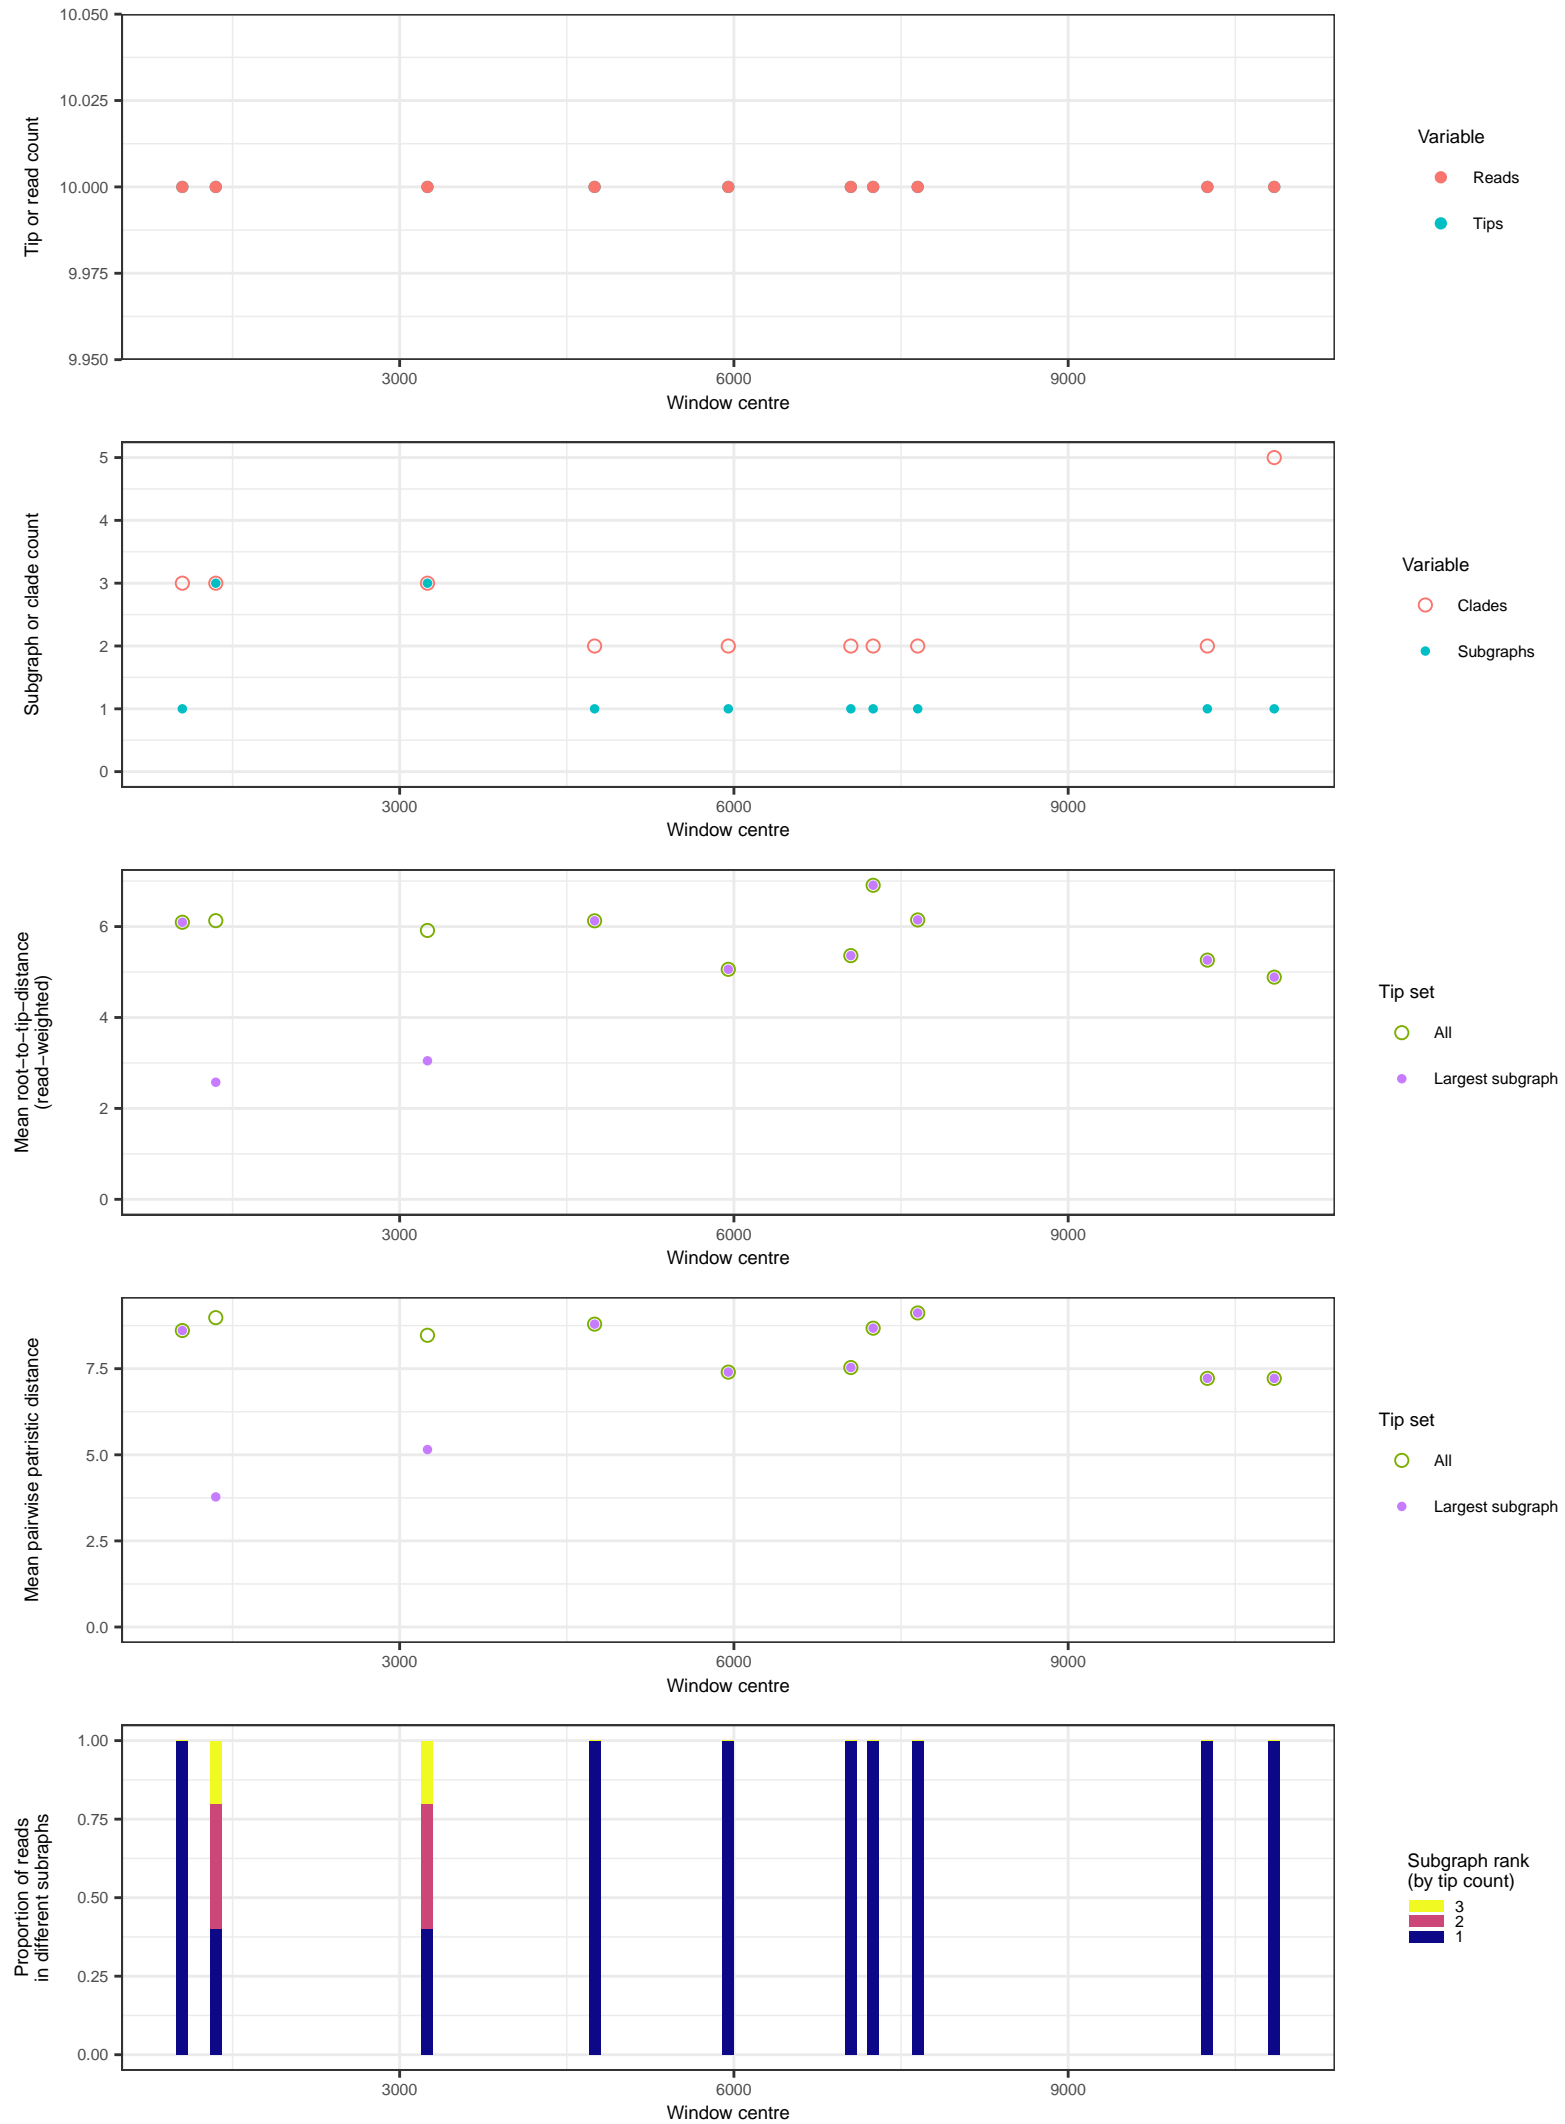 10.050
10.025
10.000
9.975
9.950
Tip or read count
3000
6000
9000
Window centre
Variable
Reads
Tips
5
4
3
2
1
0
Subgraph or clade count
3000
6000
9000
Window centre
Variable
Clades
Subgraphs
6
4
2
0
Mean root−to−tip−distance
(read−weighted)
3000
6000
9000
Window centre
Tip set
All
Largest subgraph
7.5
5.0
2.5
0.0
Mean pairwise patristic distance
3000
6000
9000
Window centre
Tip set
All
Largest subgraph
1.00
0.75
0.50
0.25
0.00
Proportion of reads
in different subraphs
3000
6000
9000
Window centre
Subgraph rank
(by tip count)
3
2
1